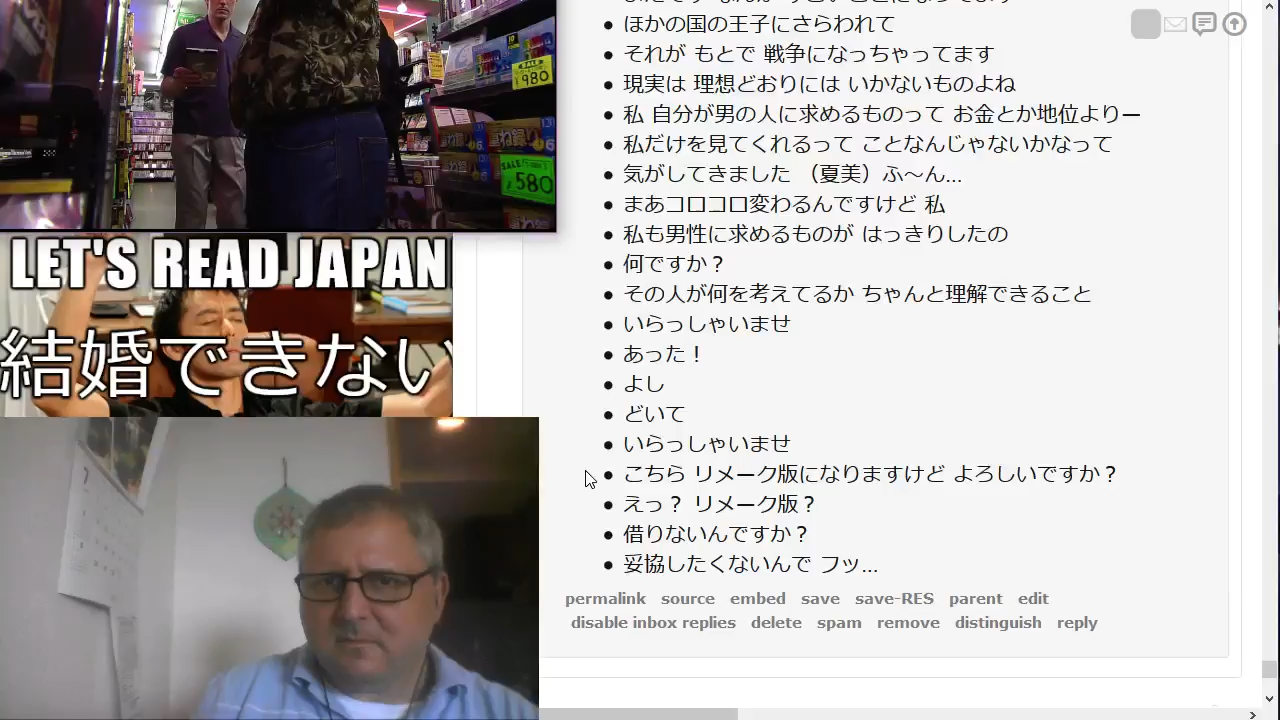 ほかの国の王子にさらわれて
それが もとで 戦争になっちゃってます
現実は 理想どおりには いかないものよね
私 自分が男の人に求めるものって お金とか地位よりー
私だけを見てくれるって ことなんじゃないかなって
気がしてきました （夏美）ふ～ん…
まあコロコロ変わるんですけど 私
私も男性に求めるものが はっきりしたの
何ですか？
その人が何を考えてるか ちゃんと理解できること
いらっしゃいませ
あった！
よし
どいて
いらっしゃいませ
こちら リメーク版になりますけど よろしいですか？
えっ？ リメーク版？
借りないんですか？
妥協したくないんで フッ…
permalink source embed save save-RES parent edit
disable inbox replies delete spam remove distinguish reply
SALE
¥980
SALE
580
LET'S READ JAPAN
結婚できない